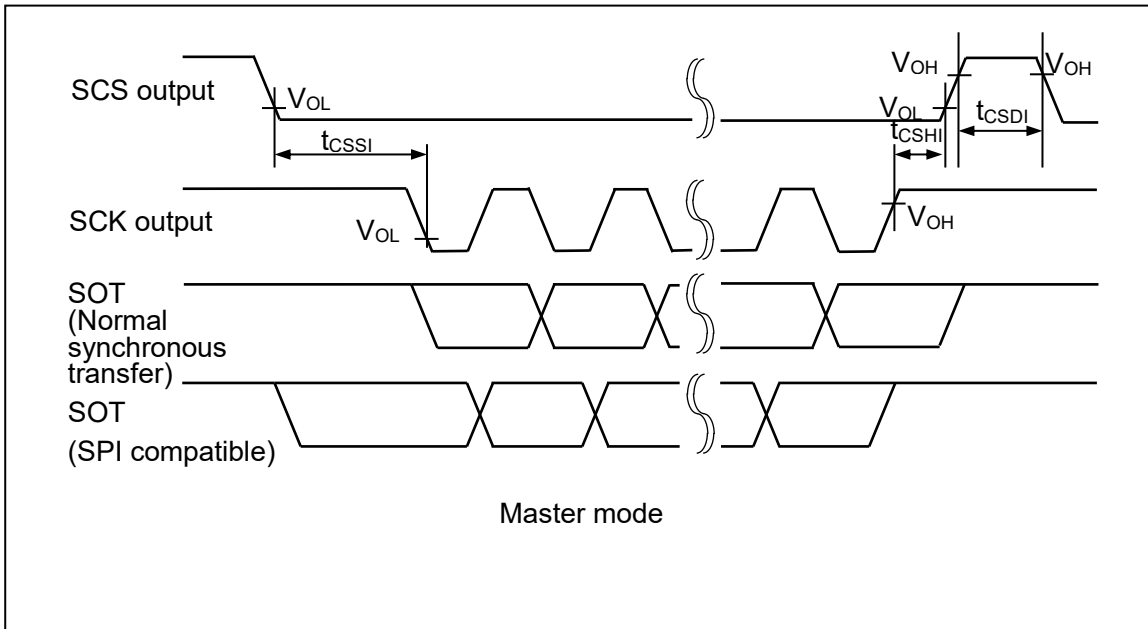 SCS output
VOL
tCSSI
VOH
VOH
VOL
tCSHI
tCSDI
SCK output
VOL
VOH
SOT
(Normal
synchronous
transfer)
SOT
(SPI compatible)
Master mode